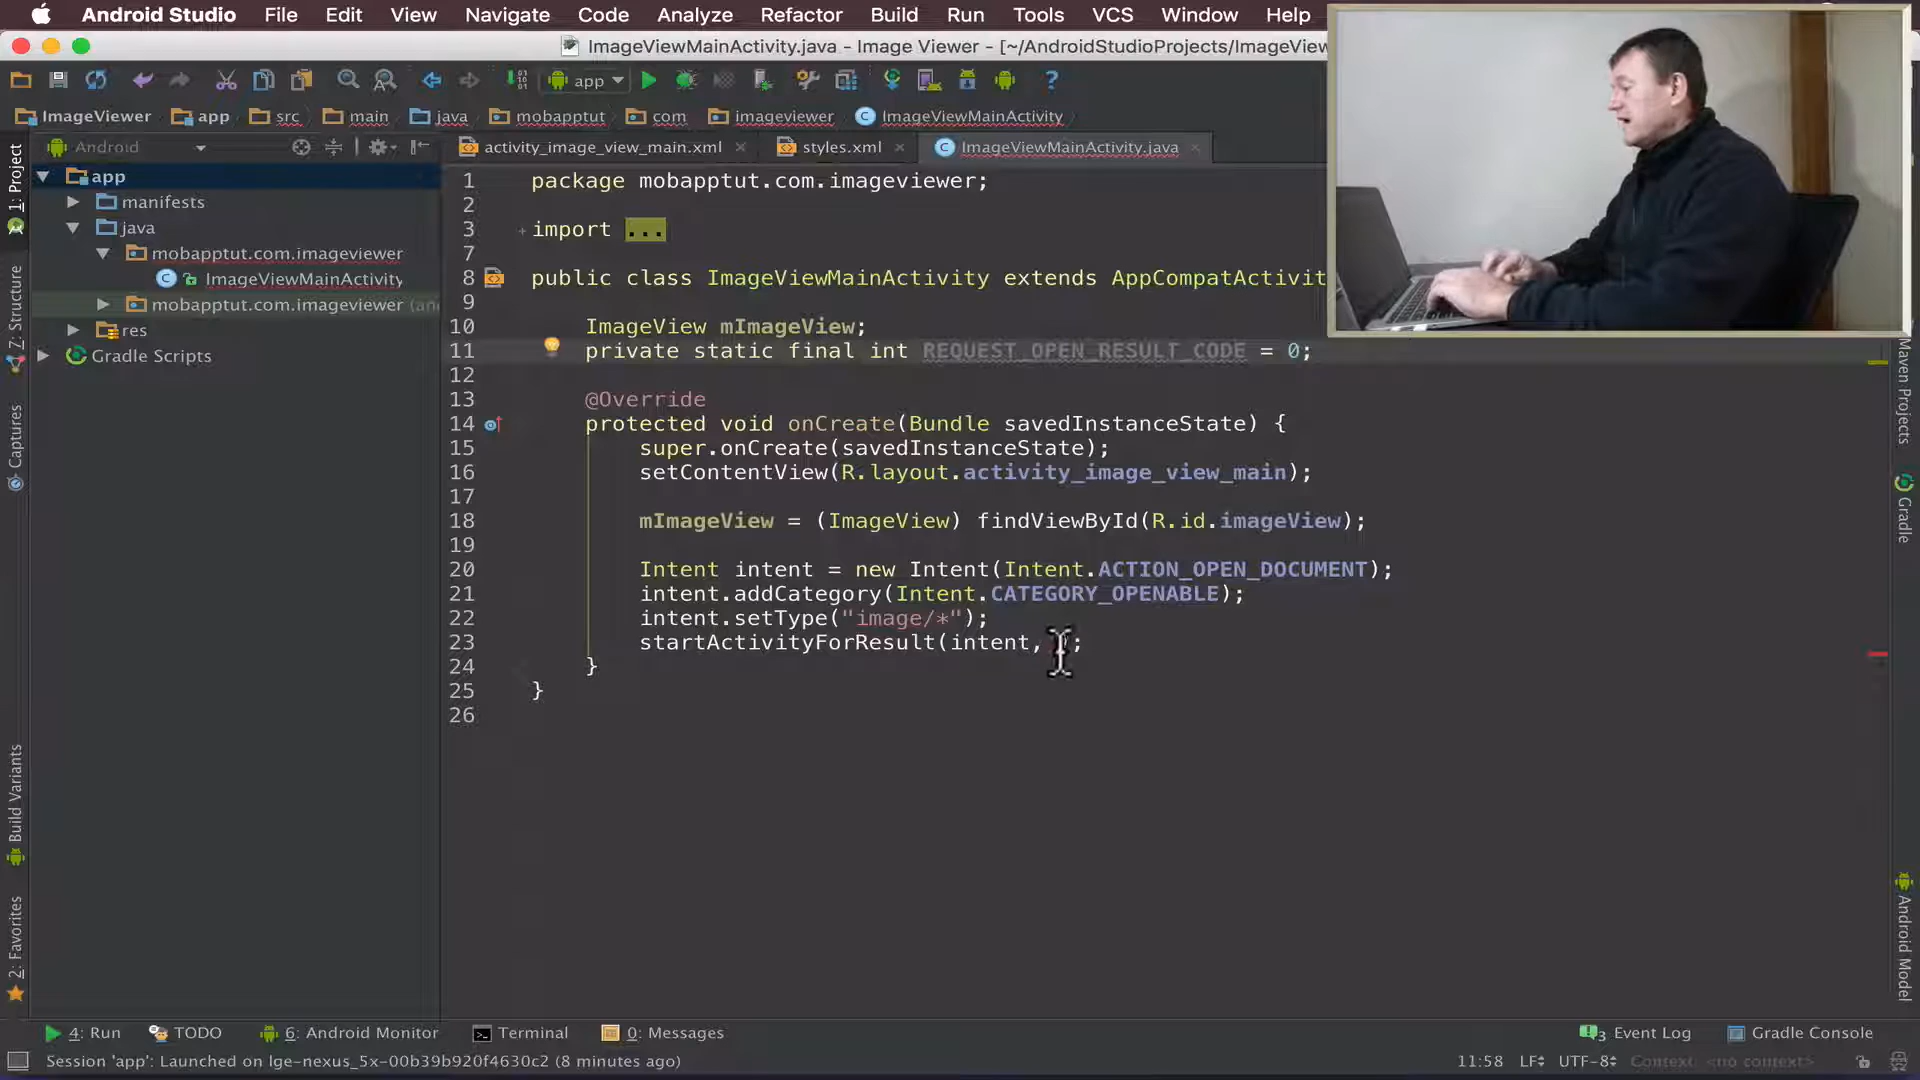 Android Studio File Edit View Navigate Code Analyze Refactor Build Run Tools VCS Window Help
ImageViewMainActivity.java - Image Viewer - [~/AndroidStudioProjects/ImageView
app
ImageViewer app src main java mobapptut com imageviewer ImageViewMainActivity
Android
activity_image_view_main.xml
styles.xml
ImageViewMainActivity.java
1: Project
Z: Structure
Captures
Build Variants
2: Favorites
app
manifests
java
mobapptut.com.imageviewer
ImageViewMainActivity
mobapptut.com.imageviewer (an
res
Gradle Scripts
1 package mobapptut.com.imageviewer;
2
3 import ...
7
8 public class ImageViewMainActivity extends AppCompatActivit
9
10 ImageView mImageView;
11 private static final int REQUEST_OPEN_RESULT_CODE = 0;
12
13 @Override
14 protected void onCreate(Bundle savedInstanceState) {
15 super.onCreate(savedInstanceState);
16 setContentView(R.layout.activity_image_view_main);
17
18 mImageView = (ImageView) findViewById(R.id.imageView);
19
20 Intent intent = new Intent(Intent.ACTION_OPEN_DOCUMENT);
21 intent.addCategory(Intent.CATEGORY_OPENABLE);
22 intent.setType("image/*");
23 startActivityForResult(intent, ;
24 }
25 }
26
Maven Projects
Gradle
Android Model
4: Run TODO 6: Android Monitor Terminal 0: Messages 3 Event Log Gradle Console
Session 'app': Launched on lge-nexus_5x-00b39b920f4630c2 (8 minutes ago) 11:58 LF UTF-8 Context: <no context>